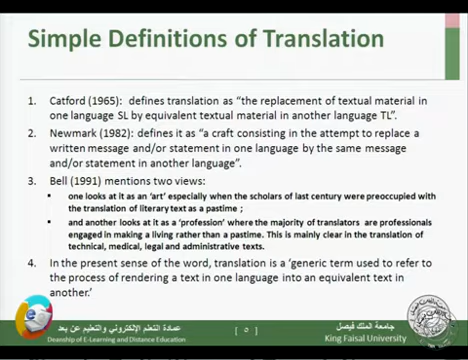 Simple Definitions of Translation
1. Catford (1965): defines translation as "the replacement of textual material in
one language SL by equivalent textual material in another language TL".
2. Newmark (1982): defines it as "a craft consisting in the attempt to replace a
written message and/or statement in one language by the same message
and/or statement in another language".
3. Bell (1991) mentions two views:
▪ one looks at it as an 'art' especially when the scholars of last century were preoccupied with
the translation of literary text as a pastime ;
▪ and another looks at it as a 'profession' where the majority of translators are professionals
engaged in making a living rather than a pastime. This is mainly clear in the translation of
technical, medical, legal and administrative texts.
4. In the present sense of the word, translation is a 'generic term used to refer to
the process of rendering a text in one language into an equivalent text in
another.'
عمادة التعلم الإلكتروني والتعليم عن بعد
Deanship of E-Learning and Distance Education
[ ٥ ]
جامعة الملك فيصل
King Faisal University